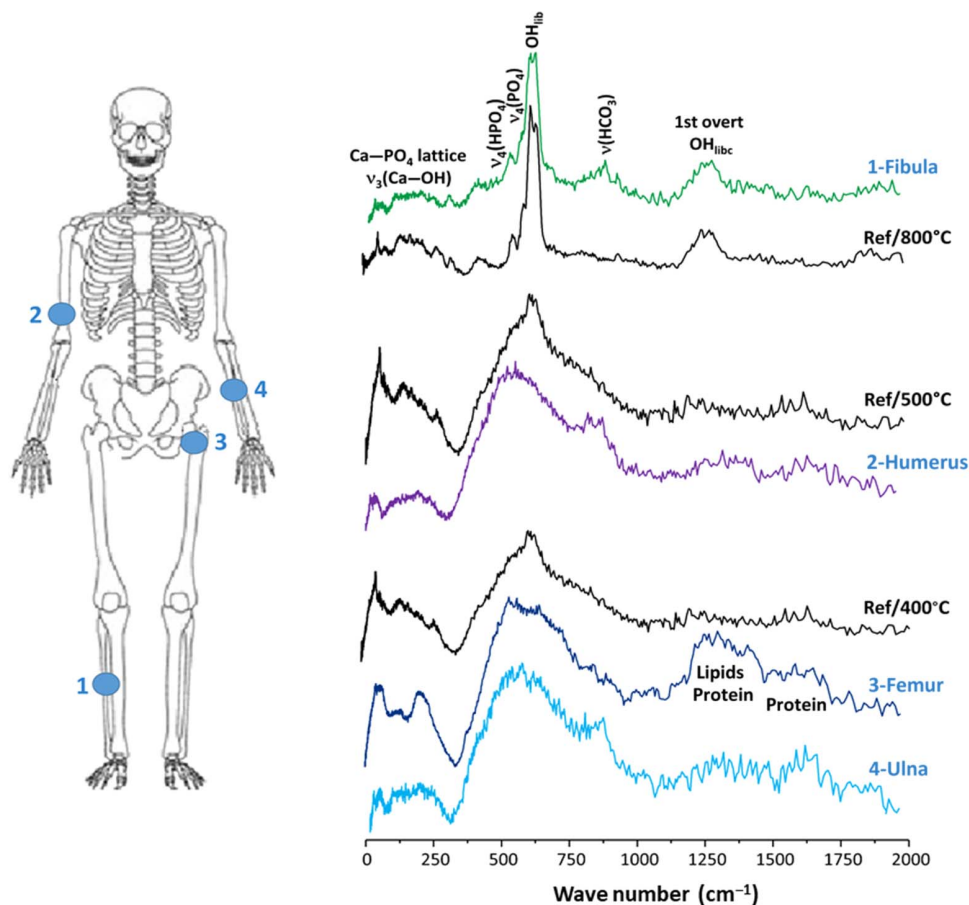 OH_lib
ν₄(HPO₄)
ν₄(PO₄)
ν(HCO₃)
Ca—PO₄ lattice
ν₃(Ca—OH)
1st overt
OH_libc
1-Fibula
Ref/800°C
2
Ref/500°C
4
3
2-Humerus
Ref/400°C
1
Lipids
Protein
Protein
3-Femur
4-Ulna
0 250 500 750 1000 1250 1500 1750 2000
Wave number (cm⁻¹)